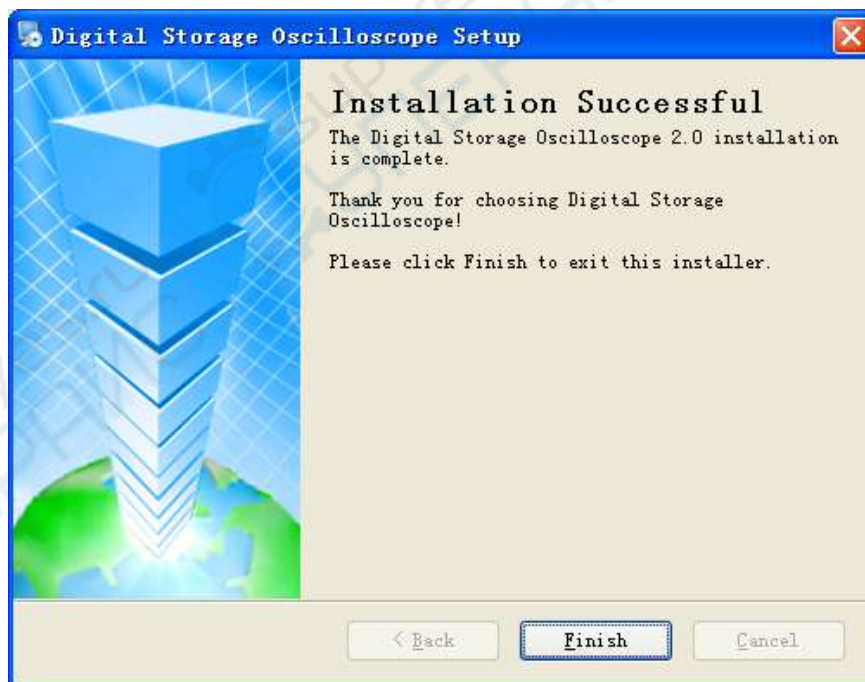 Digital Storage Oscilloscope Setup
Installation Successful
The Digital Storage Oscilloscope 2.0 installation
is complete.
Thank you for choosing Digital Storage
Oscilloscope!
Please click Finish to exit this installer.
< Back
Finish
Cancel